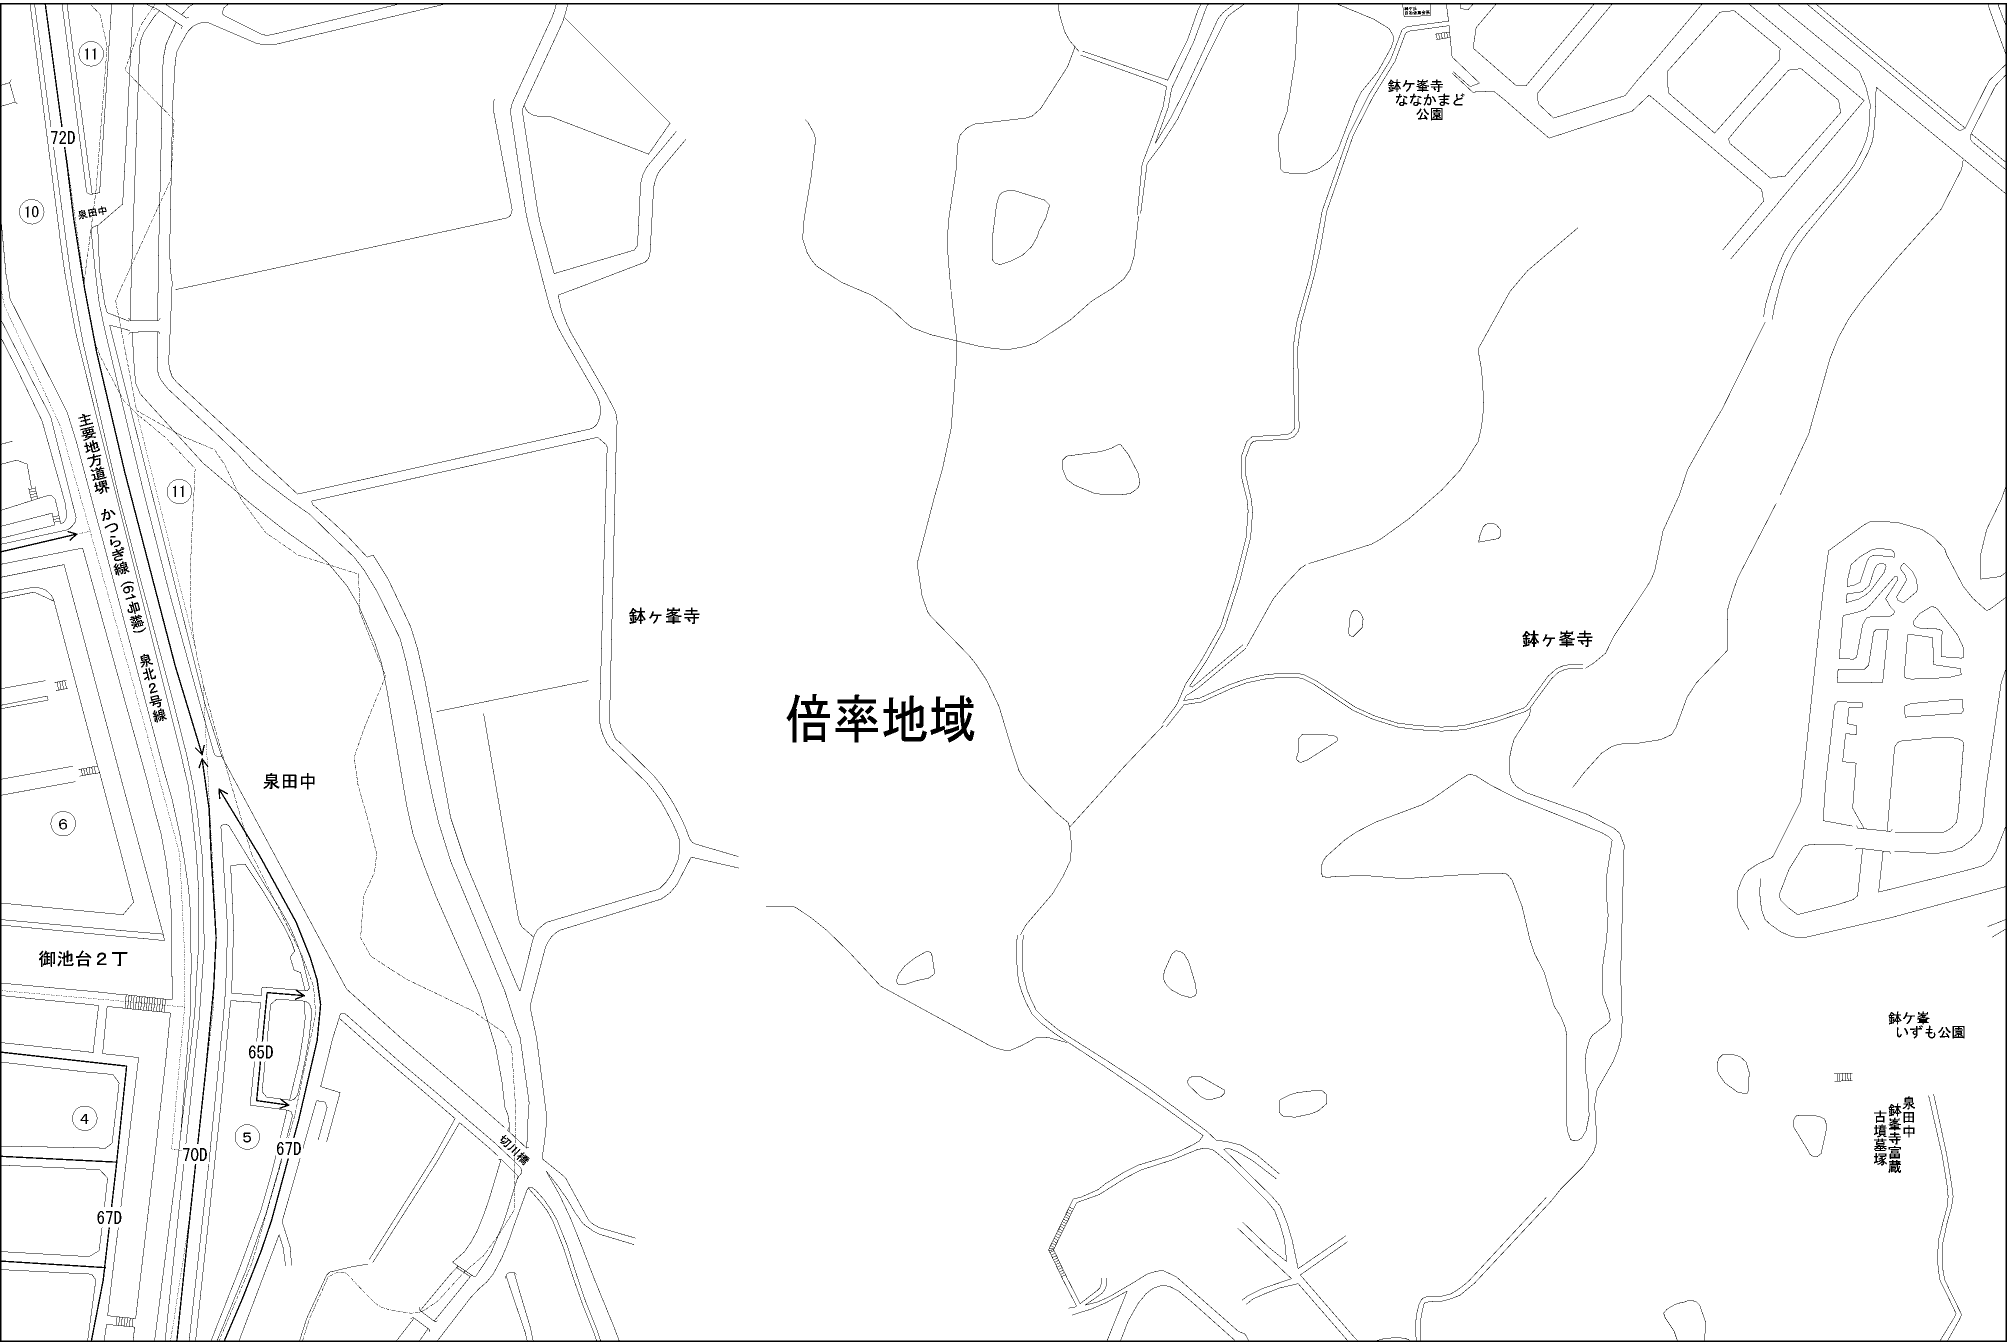 11
72D
10
泉田中
鉢ケ峯寺
ななかまど
公園
主要地方道堺 かつらぎ線 (61号線) 泉北2号線
11
鉢ヶ峯寺
鉢ヶ峯寺
倍率地域
泉田中
6
御池台2丁
65D
4
5
67D
70D
67D
切川橋
鉢ケ峯
いずも公園
泉田中
鉢峯寺富蔵
古墳墓塚